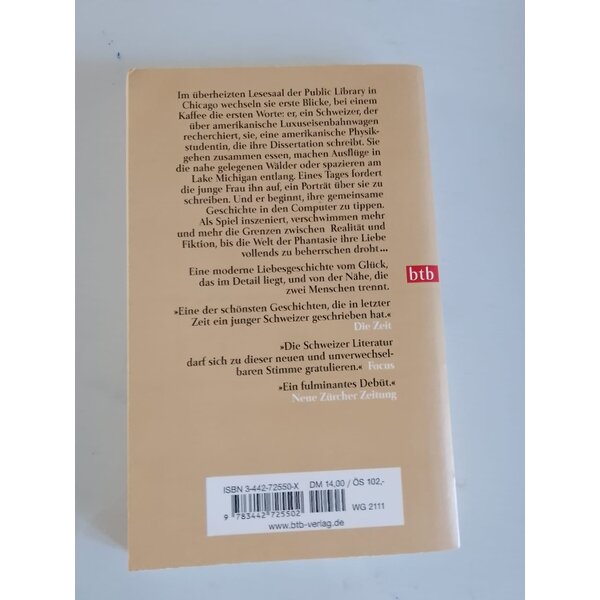 Im überheizten Lesesaal der Public Library in
Chicago wechseln sie erste Blicke, bei einem
Kaffee die ersten Worte: er, ein Schweizer, der
über amerikanische Luxuseisenbahnwagen
recherchiert, sie, eine amerikanische Physik-
studentin, die ihre Dissertation schreibt. Sie
gehen zusammen essen, machen Ausflüge in
die nahe gelegenen Wälder oder spazieren am
Lake Michigan entlang. Eines Tages fordert
die junge Frau ihn auf, ein Porträt über sie zu
schreiben. Und er beginnt, ihre gemeinsame
Geschichte in den Computer zu tippen.
Als Spiel inszeniert, verschwimmen mehr
und mehr die Grenzen zwischen Realität und
Fiktion, bis die Welt der Phantasie ihre Liebe
vollends zu beherrschen droht...
Eine moderne Liebesgeschichte vom Glück,
das im Detail liegt, und von der Nähe, die
zwei Menschen trennt.
btb
»Eine der schönsten Geschichten, die in letzter
Zeit ein junger Schweizer geschrieben hat.«
Die Zeit
»Die Schweizer Literatur
darf sich zu dieser neuen und unverwechsel-
baren Stimme gratulieren.« Focus
»Ein fulminantes Debüt.«
Neue Zürcher Zeitung
ISBN 3-442-72550-X DM 14,00 / ÖS 102,-
9 783442 725502 WG 2111
www.btb-verlag.de